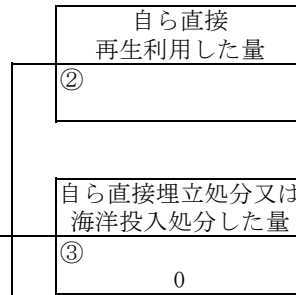 自ら直接
再生利用した量
②
自ら直接埋立処分又は
海洋投入処分した量
③
0